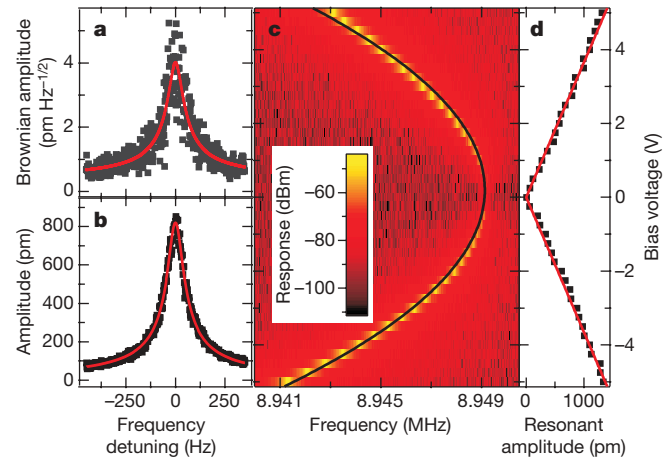 a
Brownian amplitude
(pm Hz–1/2)
4
2
0
b
Amplitude (pm)
800
600
400
200
0
–250 0 250
Frequency
detuning (Hz)
c
Response (dBm)
–60
–80
–100
8.941 8.945 8.949
Frequency (MHz)
d
0 1000
Resonant
amplitude (pm)
4
2
0
–2
–4
Bias voltage (V)